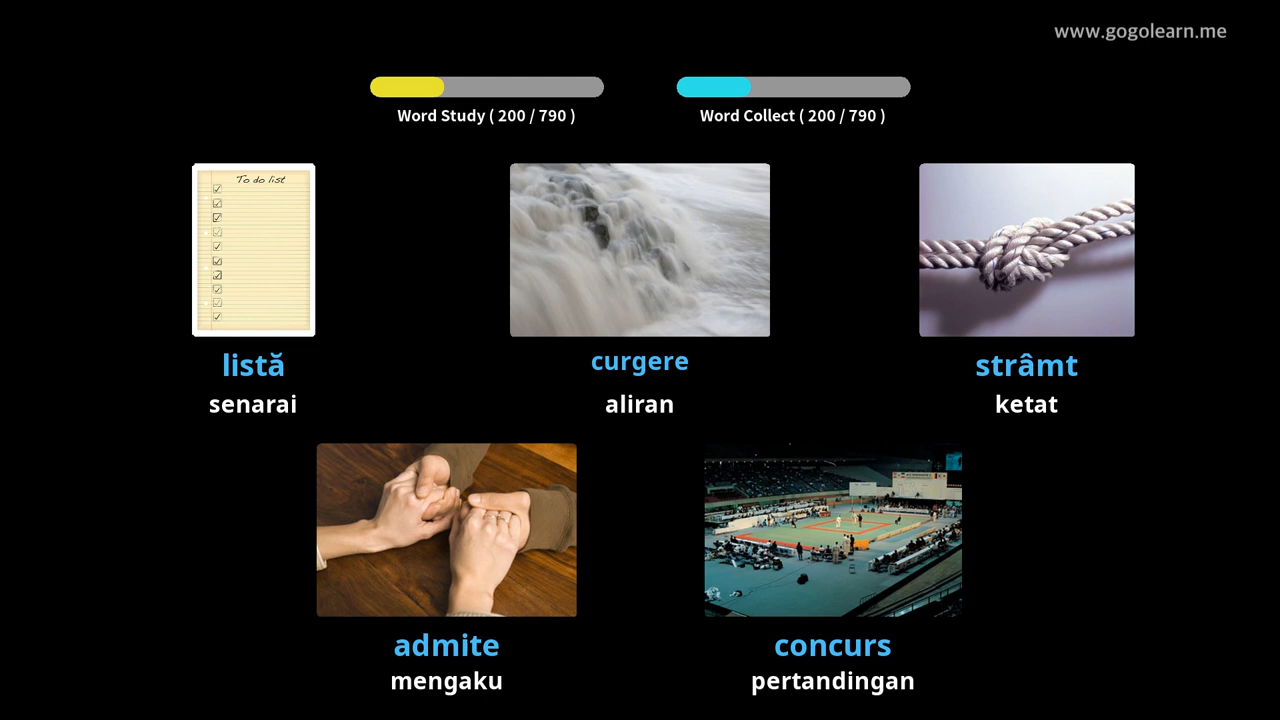 www.gogolearn.me
Word Study ( 200 / 790 )
Word Collect ( 200 / 790 )
To do list
listă
curgere
strâmt
senarai
aliran
ketat
admite
concurs
mengaku
pertandingan